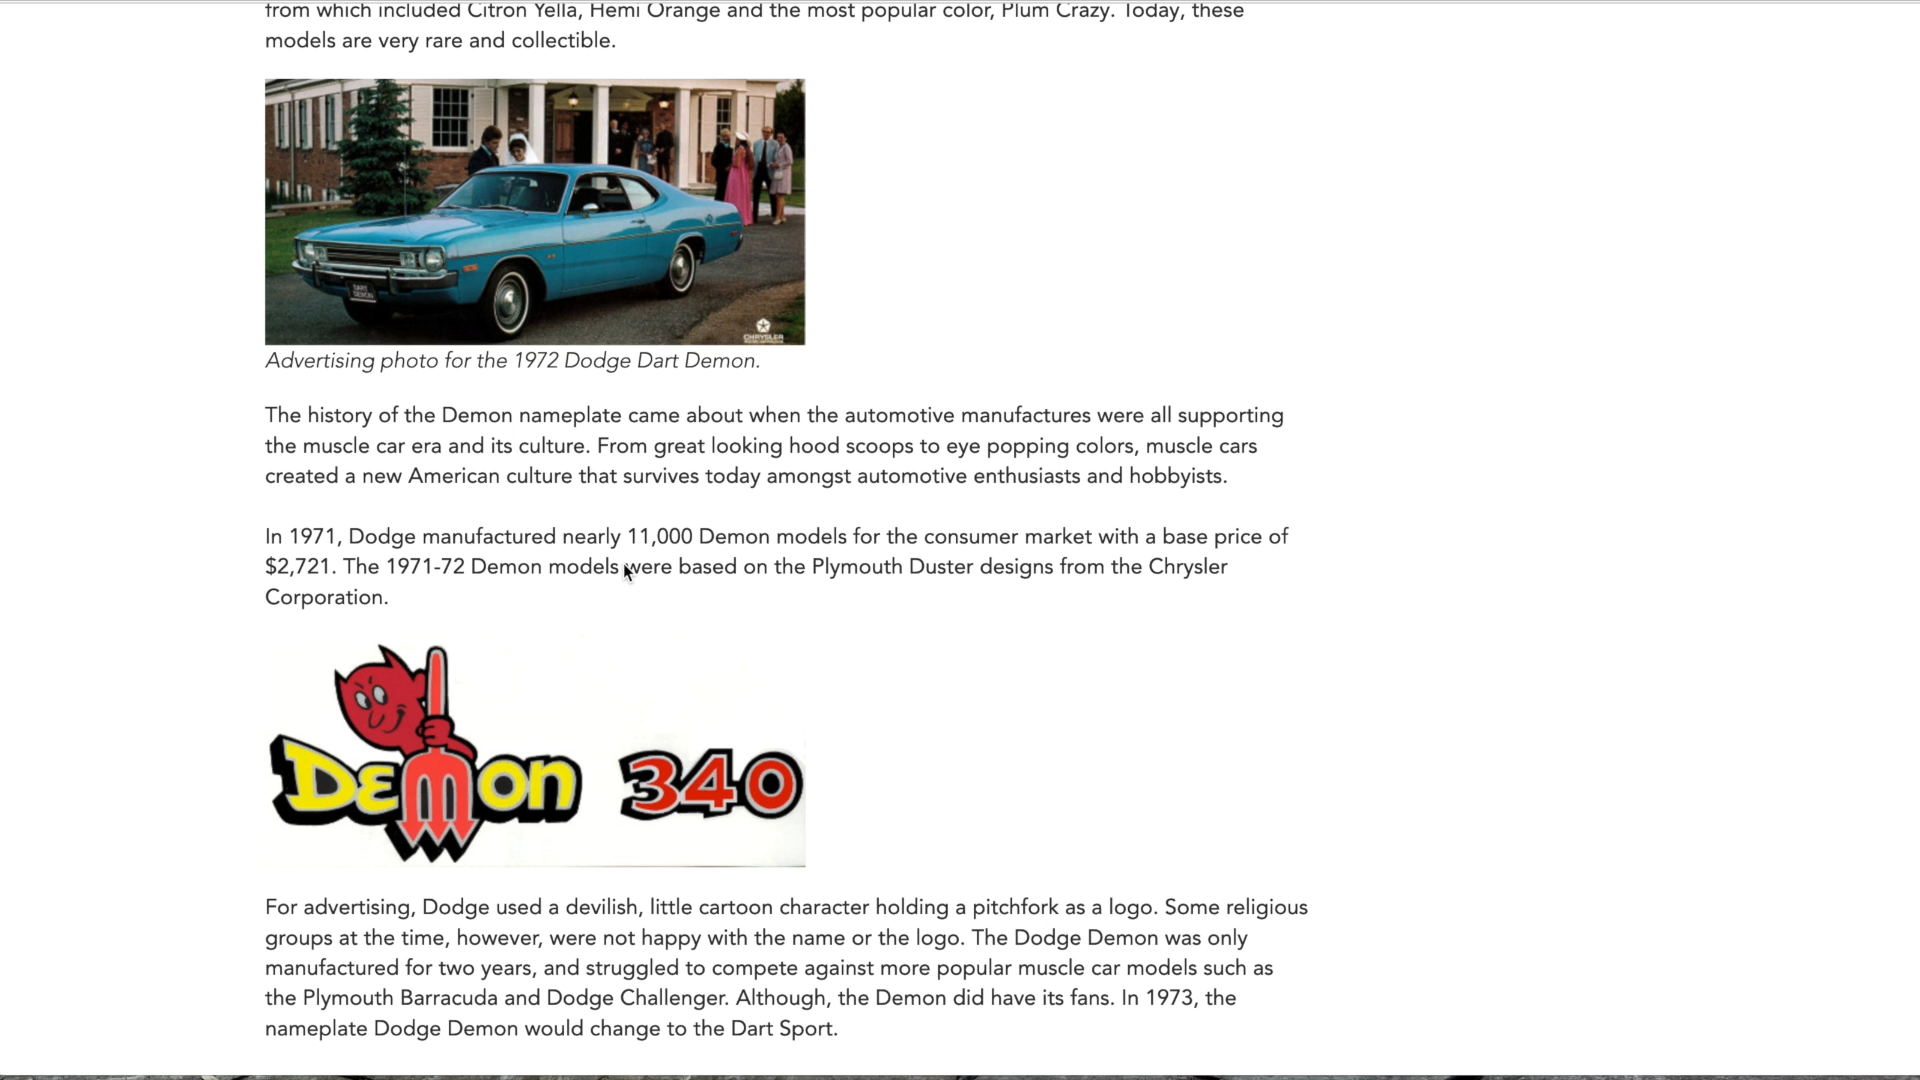 from which included Citron Yella, Hemi Orange and the most popular color, Plum Crazy. Today, these
models are very rare and collectible.
DART
DEMON
CHRYSLER
Advertising photo for the 1972 Dodge Dart Demon.
The history of the Demon nameplate came about when the automotive manufactures were all supporting
the muscle car era and its culture. From great looking hood scoops to eye popping colors, muscle cars
created a new American culture that survives today amongst automotive enthusiasts and hobbyists.
In 1971, Dodge manufactured nearly 11,000 Demon models for the consumer market with a base price of
$2,721. The 1971-72 Demon models were based on the Plymouth Duster designs from the Chrysler
Corporation.
Demon 340
For advertising, Dodge used a devilish, little cartoon character holding a pitchfork as a logo. Some religious
groups at the time, however, were not happy with the name or the logo. The Dodge Demon was only
manufactured for two years, and struggled to compete against more popular muscle car models such as
the Plymouth Barracuda and Dodge Challenger. Although, the Demon did have its fans. In 1973, the
nameplate Dodge Demon would change to the Dart Sport.